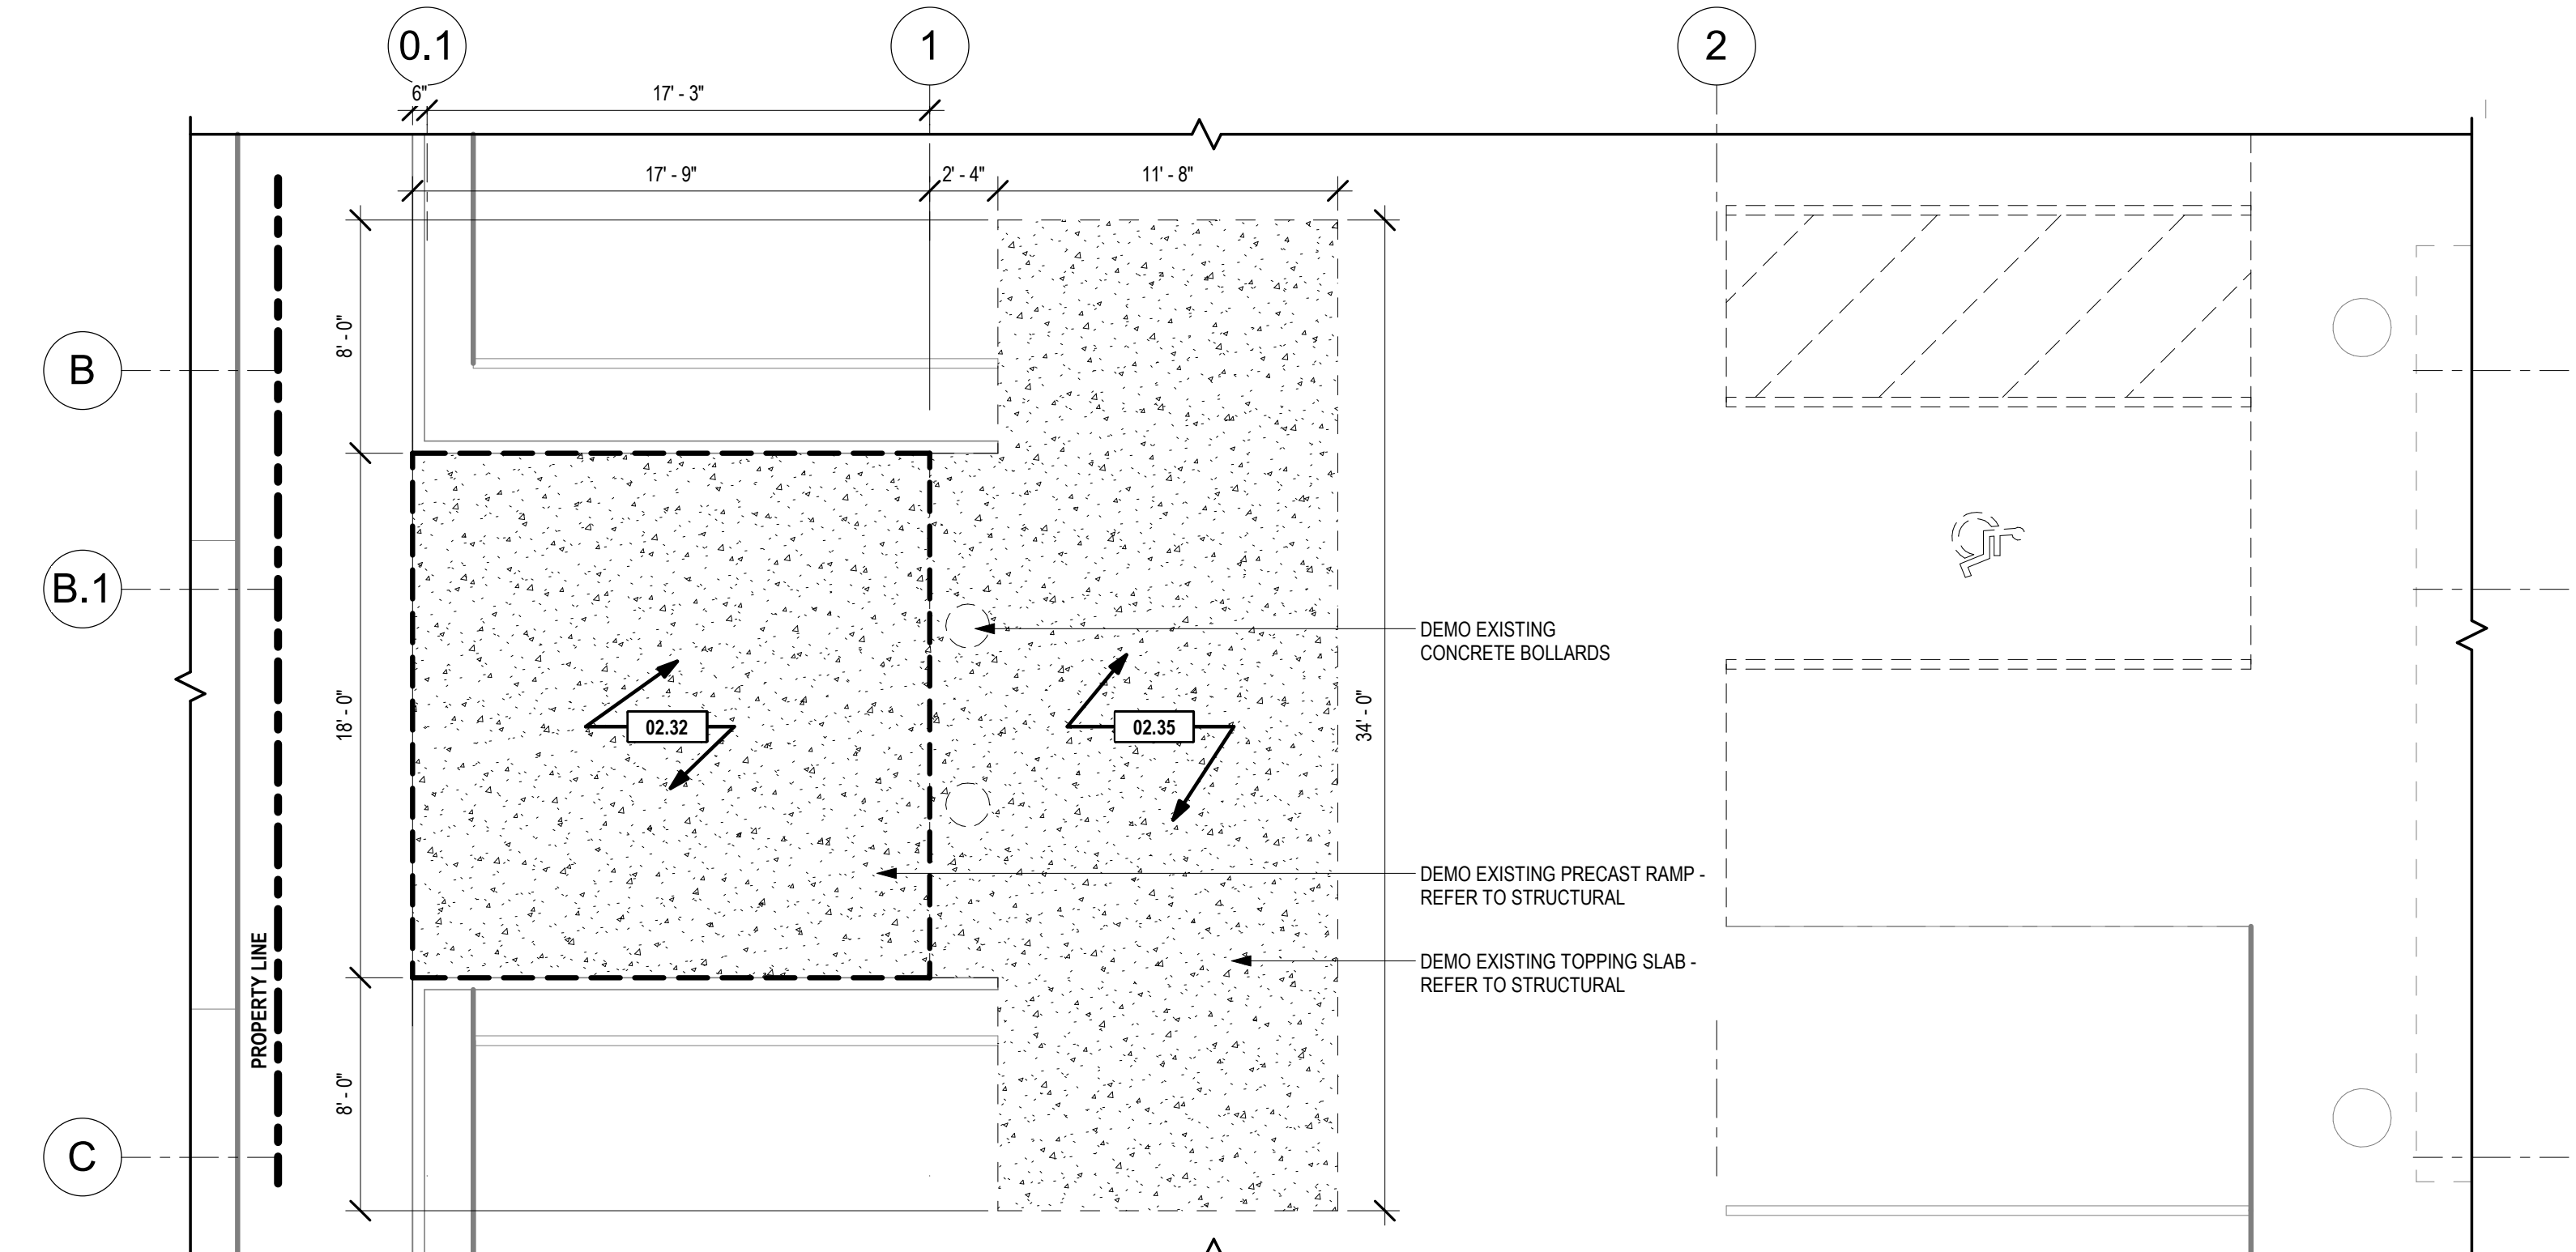 0.1
1
2
6"
17' - 3"
17' - 9"
2' - 4"
11' - 8"
8' - 0"
B
B.1
DEMO EXISTING
CONCRETE BOLLARDS
18' - 0"
02.32
02.35
34' - 0"
DEMO EXISTING PRECAST RAMP -
REFER TO STRUCTURAL
DEMO EXISTING TOPPING SLAB -
REFER TO STRUCTURAL
PROPERTY LINE
8' - 0"
C